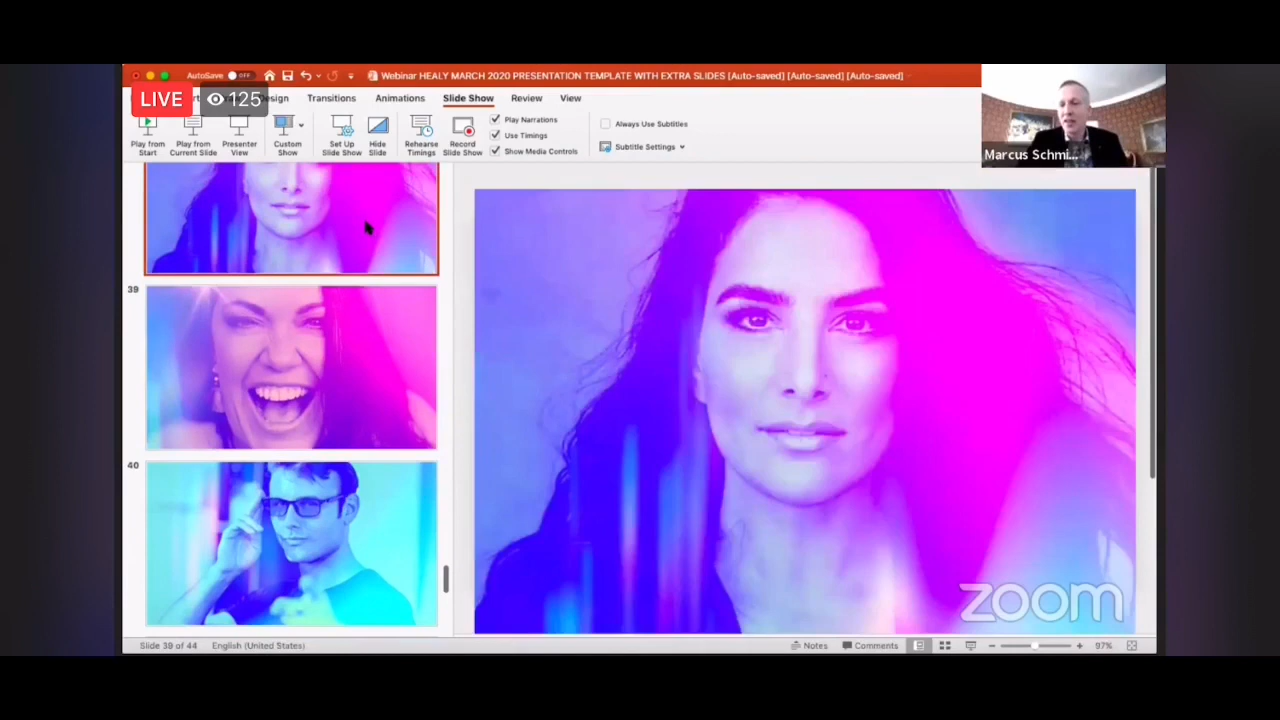 AutoSave OFF
Webinar HEALY MARCH 2020 PRESENTATION TEMPLATE WITH EXTRA SLIDES [Auto-saved] [Auto-saved] [Auto-saved]
LIVE 125
Design Transitions Animations Slide Show Review View
Play from Start
Play from Current Slide
Presenter View
Custom Show
Set Up Slide Show
Hide Slide
Rehearse Timings
Record Slide Show
Play Narrations
Use Timings
Show Media Controls
Always Use Subtitles
Subtitle Settings
Marcus Schmi...
39
40
zoom
Slide 39 of 44 English (United States)
Notes Comments 97%